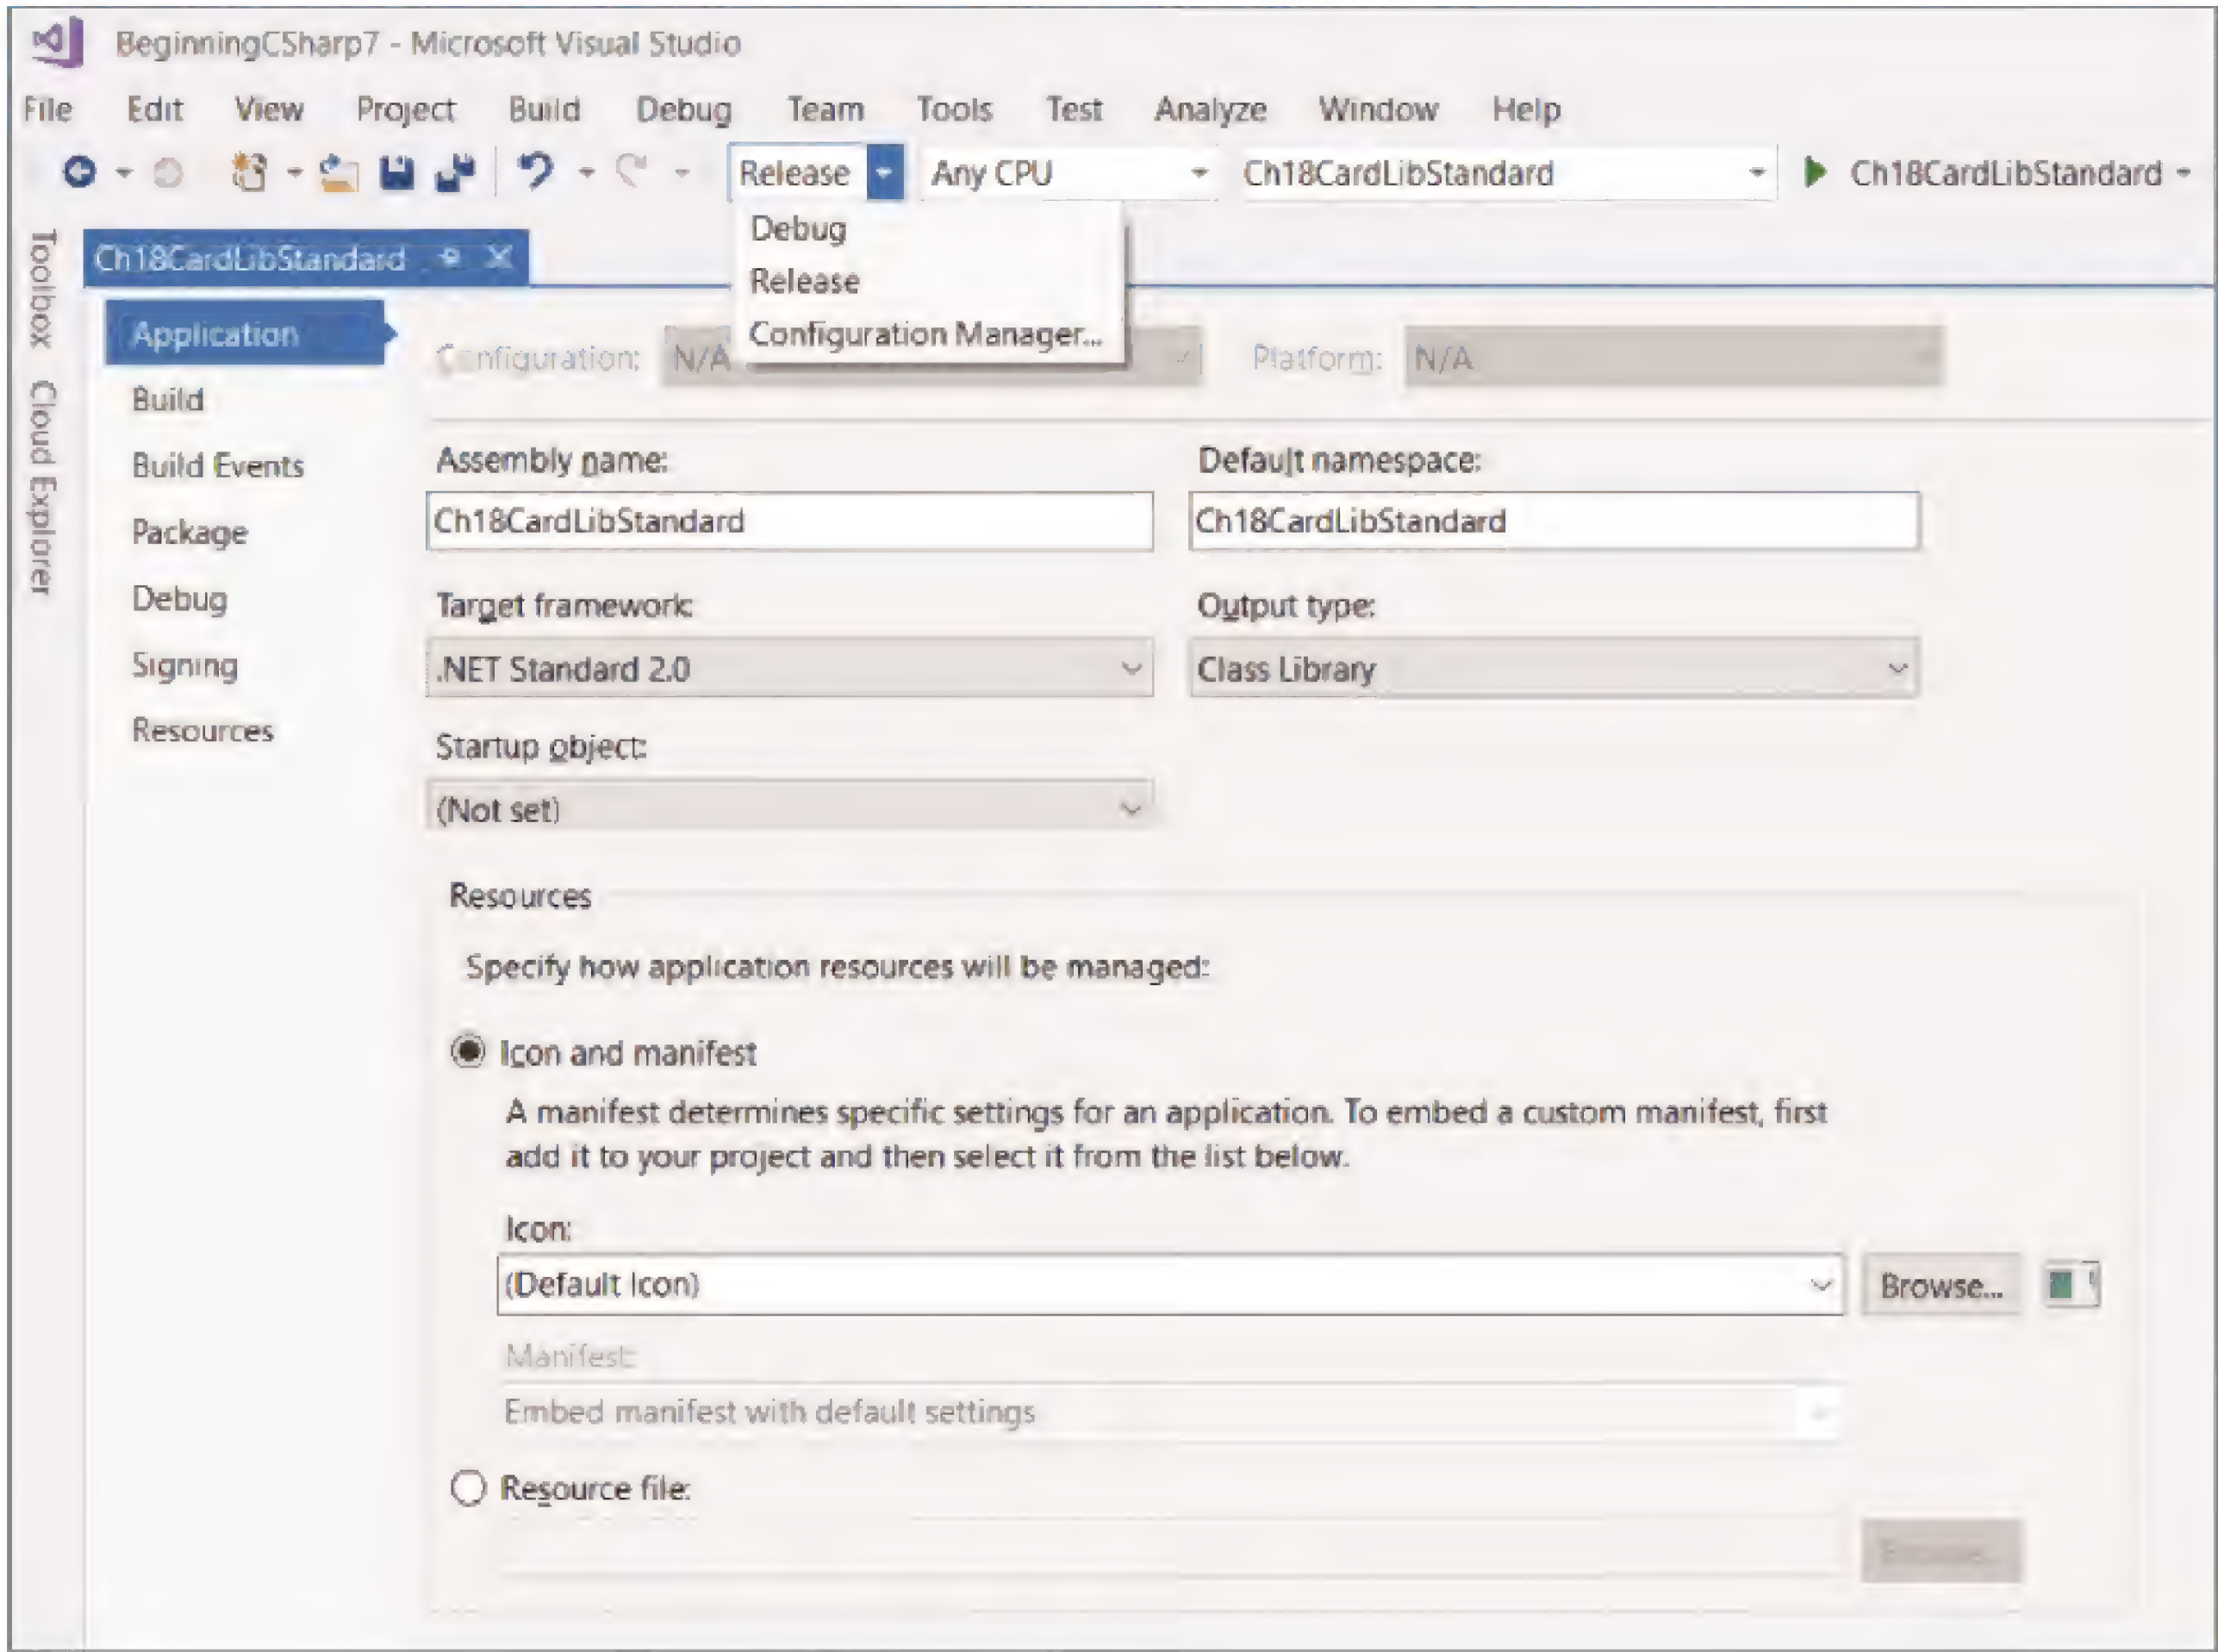 BeginningCSharp7 - Microsoft Visual Studio
File Edit View Project Build Debug Team Tools Test Analyze Window Help
Release Any CPU Ch18CardLibStandard Ch18CardLibStandard
Debug
Release
Configuration Manager...
Toolbox
Cloud Explorer
Ch18CardLibStandard
Application
Build
Build Events
Package
Debug
Signing
Resources
Configuration: N/A Platform: N/A
Assembly name: Default namespace:
Ch18CardLibStandard Ch18CardLibStandard
Target framework: Output type:
.NET Standard 2.0 Class Library
Startup object:
(Not set)
Resources
Specify how application resources will be managed:
Icon and manifest
A manifest determines specific settings for an application. To embed a custom manifest, first
add it to your project and then select it from the list below.
Icon:
(Default Icon) Browse...
Manifest:
Embed manifest with default settings
Resource file: